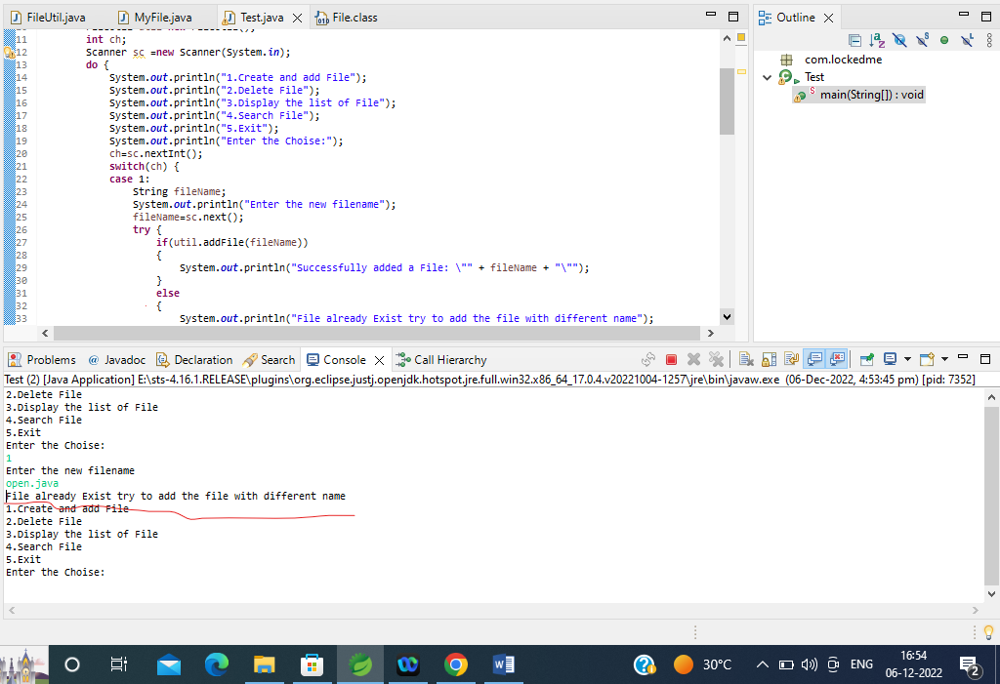 FileUtil.java
MyFile.java
Test.java
File.class
11 int ch;
12 Scanner sc =new Scanner(System.in);
13 do {
14 System.out.println("1.Create and add File");
15 System.out.println("2.Delete File");
16 System.out.println("3.Display the list of File");
17 System.out.println("4.Search File");
18 System.out.println("5.Exit");
19 System.out.println("Enter the Choise:");
20 ch=sc.nextInt();
21 switch(ch) {
22 case 1:
23 String fileName;
24 System.out.println("Enter the new filename");
25 fileName=sc.next();
26 try {
27 if(util.addFile(fileName))
28 {
29 System.out.println("Successfully added a File: \"" + fileName + "\"");
30 }
31 else
32 {
33 System.out.println("File already Exist try to add the file with different name");
Outline
com.lockedme
Test
main(String[]) : void
Problems
@ Javadoc
Declaration
Search
Console
Call Hierarchy
Test (2) [Java Application] E:\sts-4.16.1.RELEASE\plugins\org.eclipse.justj.openjdk.hotspot.jre.full.win32.x86_64_17.0.4.v20221004-1257\jre\bin\javaw.exe (06-Dec-2022, 4:53:45 pm) [pid: 7352]
2.Delete File
3.Display the list of File
4.Search File
5.Exit
Enter the Choise:
1
Enter the new filename
open.java
File already Exist try to add the file with different name
1.Create and add File
2.Delete File
3.Display the list of File
4.Search File
5.Exit
Enter the Choise:
30°C
ENG
16:54
06-12-2022
2